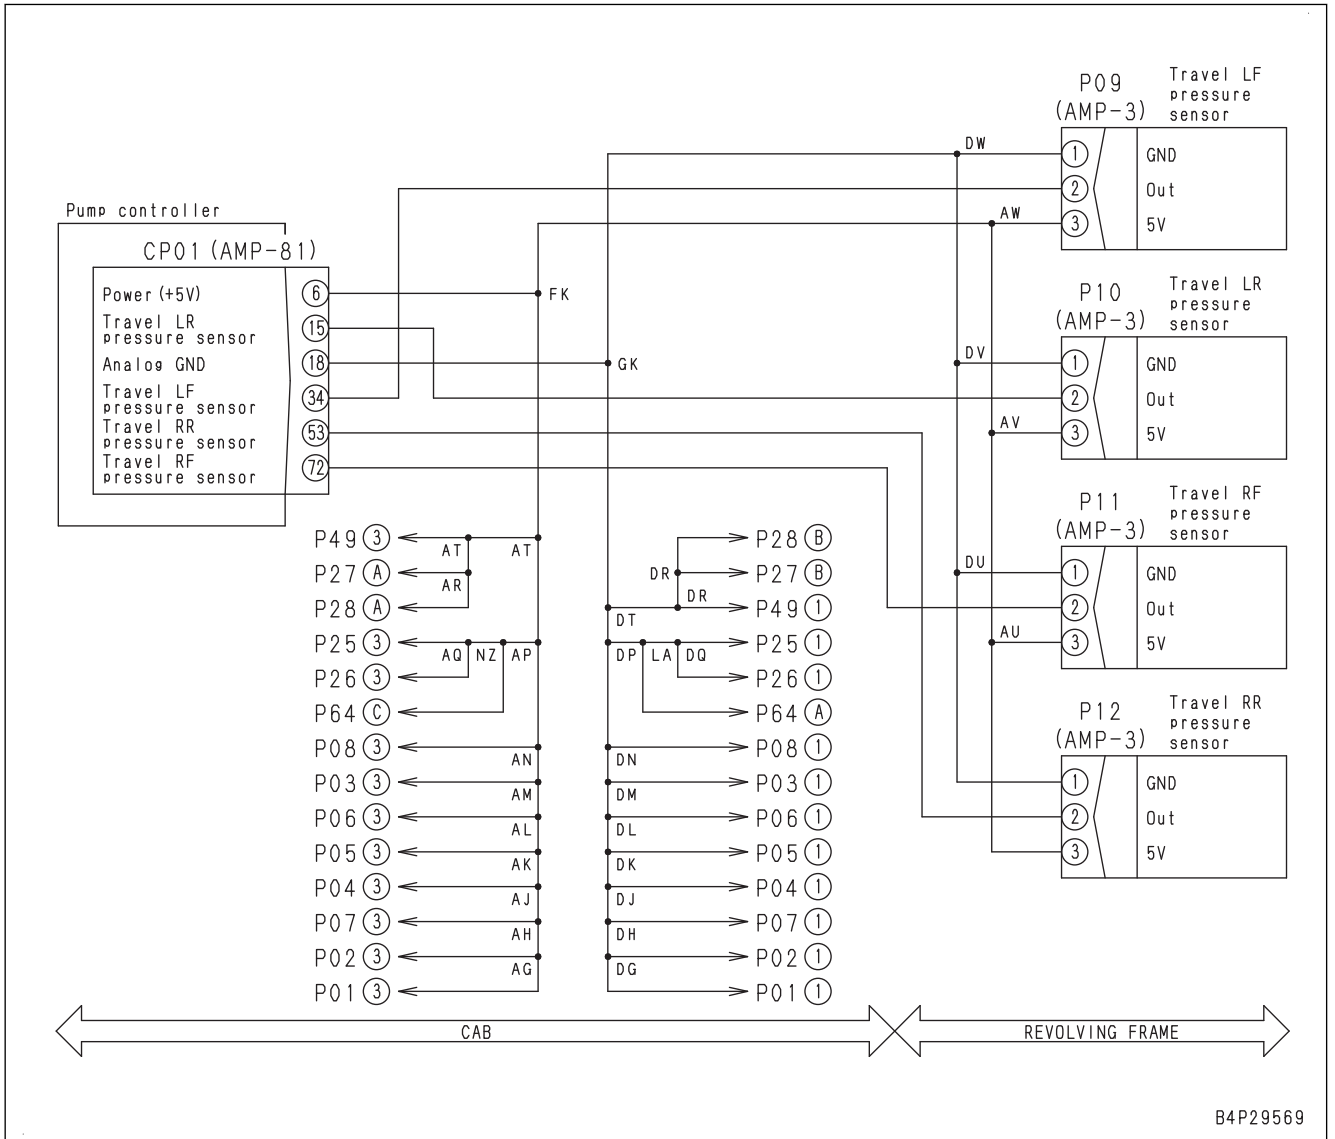 P09
(AMP-3)
Travel LF
pressure
sensor
DW
1
GND
2
Out
AW
3
5V
Pump controller
CP01(AMP-81)
Power(+5V)
6
FK
Travel LR
pressure sensor
15
Analog GND
18
GK
Travel LF
pressure sensor
34
Travel RR
pressure sensor
53
Travel RF
pressure sensor
72
P10
(AMP-3)
Travel LR
pressure
sensor
DV
1
GND
2
Out
AV
3
5V
P11
(AMP-3)
Travel RF
pressure
sensor
DU
1
GND
2
Out
AU
3
5V
P12
(AMP-3)
Travel RR
pressure
sensor
1
GND
2
Out
3
5V
P49 3
AT
AT
P27 A
AR
P28 A
P25 3
AQ
NZ
AP
P26 3
P64 C
P08 3
AN
P03 3
AM
P06 3
AL
P05 3
AK
P04 3
AJ
P07 3
AH
P02 3
AG
P01 3
P28 B
DR
P27 B
DR
P49 1
DT
P25 1
DP
LA
DQ
P26 1
P64 A
P08 1
DN
P03 1
DM
P06 1
DL
P05 1
DK
P04 1
DJ
P07 1
DH
P02 1
DG
P01 1
CAB
REVOLVING FRAME
B4P29569